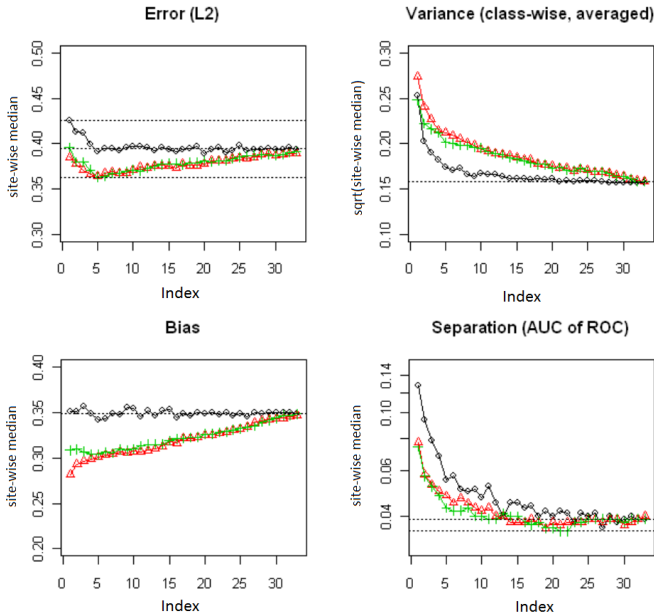 Error (L2)
site-wise median
0.50
0.45
0.40
0.35
0.30
0 5 10 15 20 25 30
Index
Variance (class-wise, averaged)
sqrt(site-wise median)
0.30
0.25
0.20
0.15
0.10
0 5 10 15 20 25 30
Index
Bias
site-wise median
0.40
0.35
0.30
0.25
0.20
0 5 10 15 20 25 30
Index
Separation (AUC of ROC)
site-wise median
0.14
0.10
0.06
0.04
0 5 10 15 20 25 30
Index